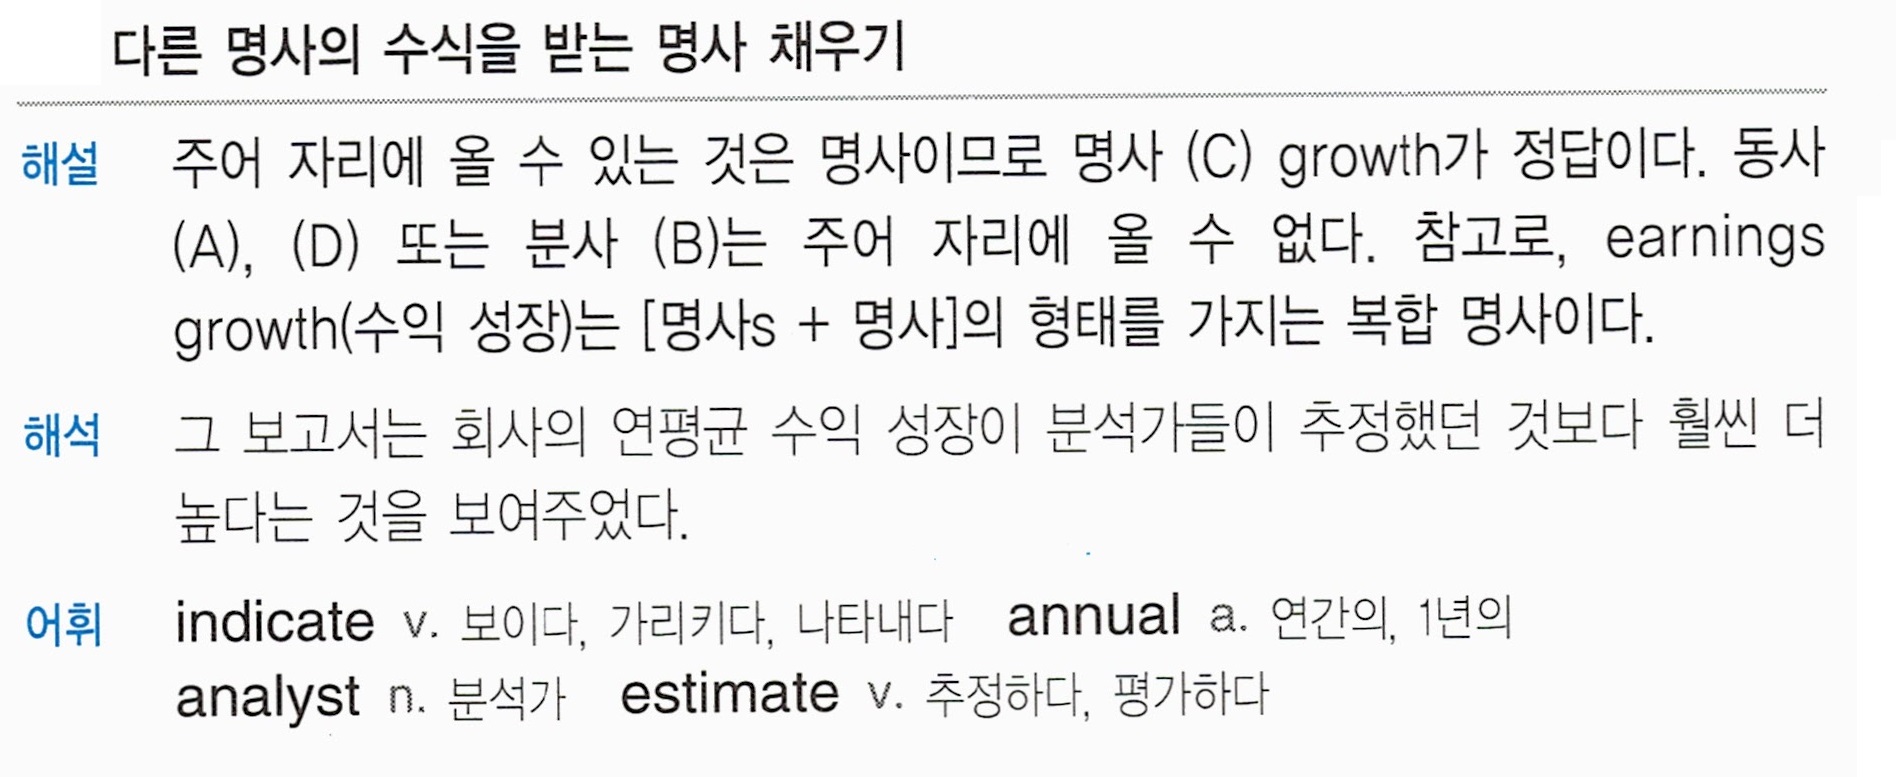 다른 명사의 수식을 받는 명사 채우기
해설 주어 자리에 올 수 있는 것은 명사이므로 명사 (C) growth가 정답이다. 동사
(A), (D) 또는 분사 (B)는 주어 자리에 올 수 없다. 참고로, earnings
growth(수익 성장)는 [명사s + 명사]의 형태를 가지는 복합 명사이다.
해석 그 보고서는 회사의 연평균 수익 성장이 분석가들이 추정했던 것보다 훨씬 더
높다는 것을 보여주었다.
어휘 indicate v. 보이다, 가리키다, 나타내다 annual a. 연간의, 1년의
analyst n. 분석가 estimate v. 추정하다, 평가하다